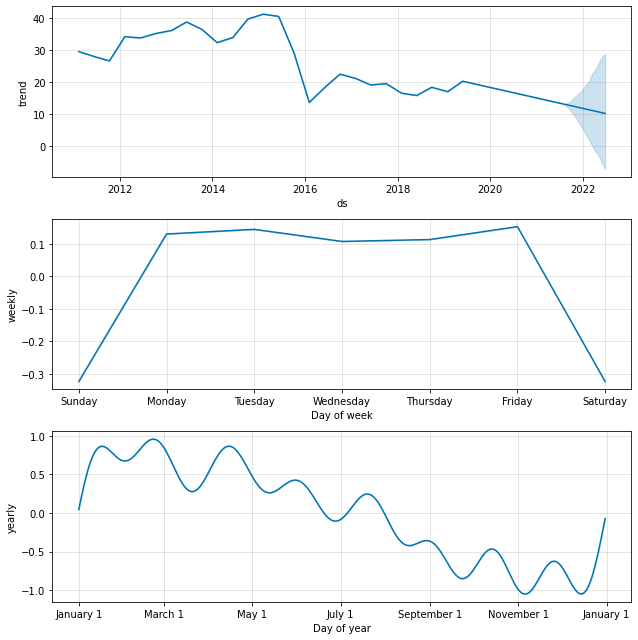 40
30
20
10
0
trend
2012 2014 2016 2018 2020 2022
ds
0.1
0.0
−0.1
−0.2
−0.3
weekly
Sunday Monday Tuesday Wednesday Thursday Friday Saturday
Day of week
1.0
0.5
0.0
−0.5
−1.0
yearly
January 1 March 1 May 1 July 1 September 1 November 1 January 1
Day of year